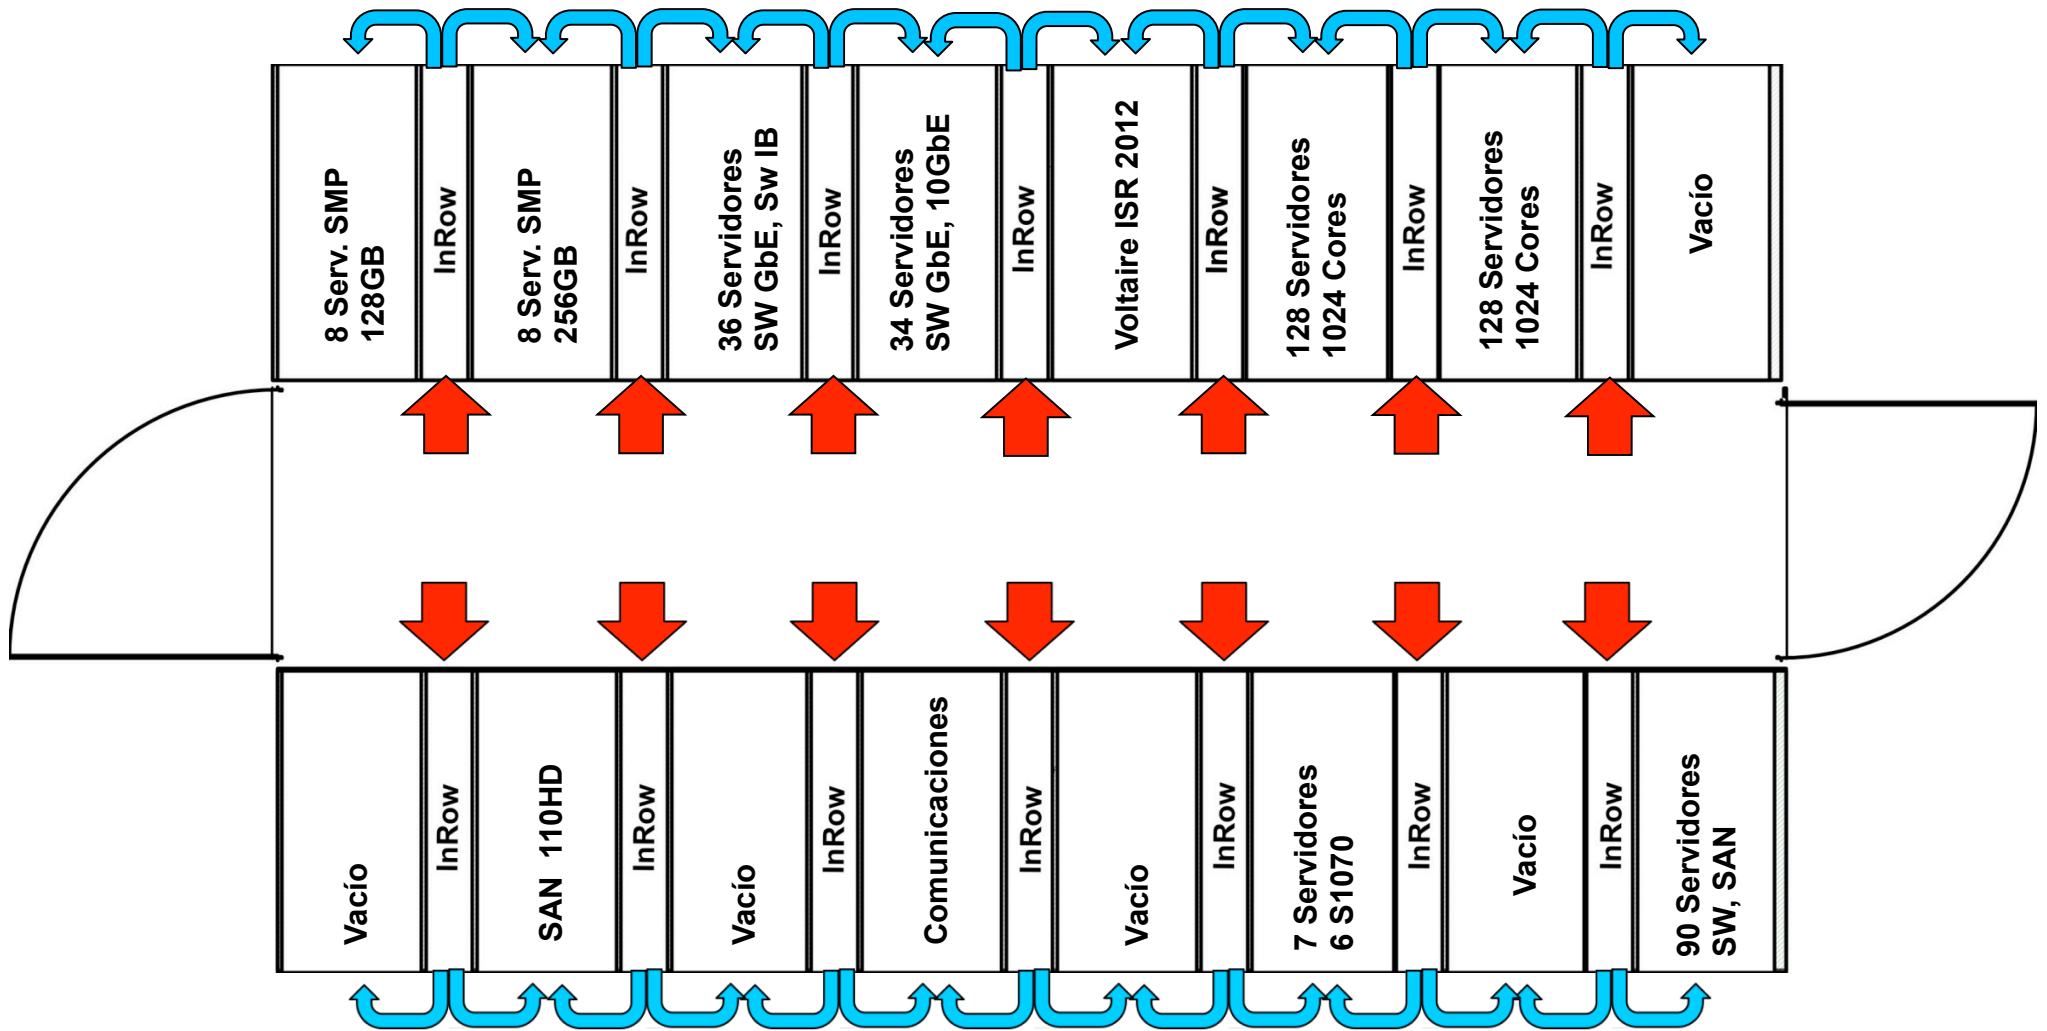 8 Serv. SMP
128GB
InRow
8 Serv. SMP
256GB
InRow
36 Servidores
SW GbE, Sw IB
InRow
34 Servidores
SW GbE, 10GbE
InRow
Voltaire ISR 2012
InRow
128 Servidores
1024 Cores
InRow
128 Servidores
1024 Cores
InRow
Vacío
Vacío
InRow
SAN 110HD
InRow
Vacío
InRow
Comunicaciones
InRow
Vacío
InRow
7 Servidores
6 S1070
InRow
Vacío
InRow
90 Servidores
SW, SAN